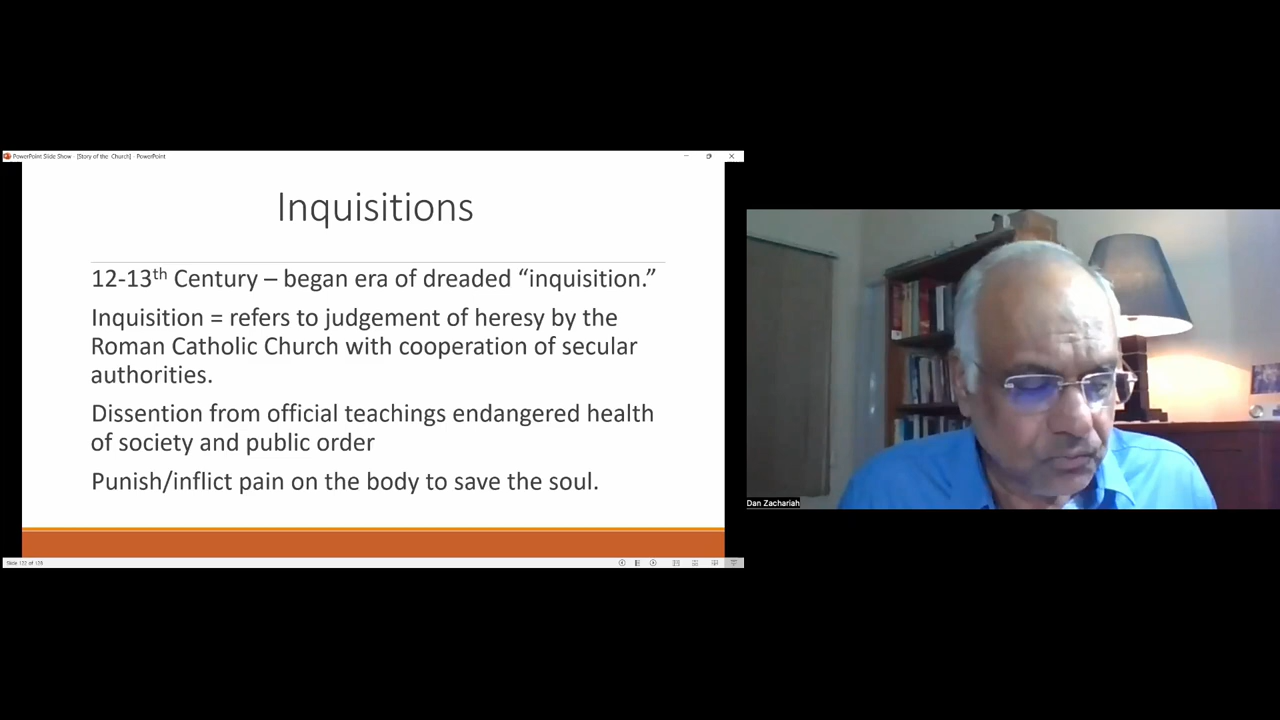 PowerPoint Slide Show - [Story of the Church] - PowerPoint
Inquisitions
12-13th Century – began era of dreaded “inquisition.”
Inquisition = refers to judgement of heresy by the
Roman Catholic Church with cooperation of secular
authorities.
Dissention from official teachings endangered health
of society and public order
Punish/inflict pain on the body to save the soul.
Dan Zachariah